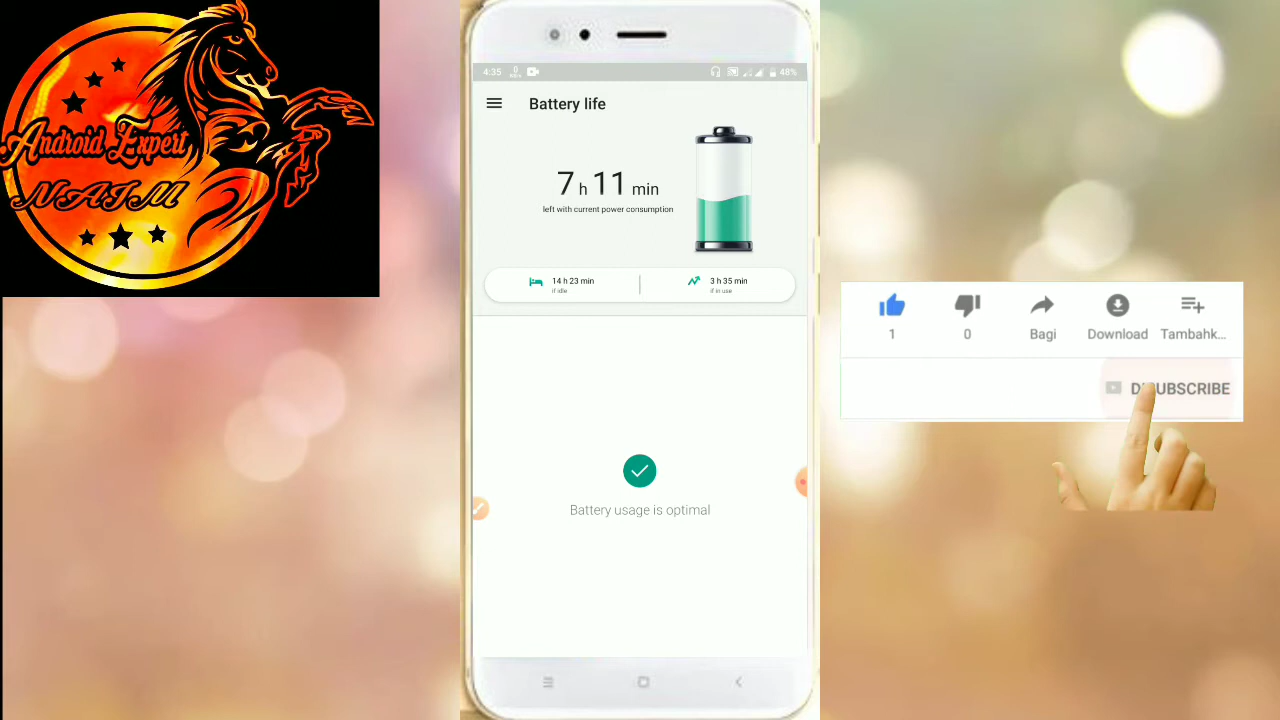 Android Expert
NAIM
4:35
48%
Battery life
7 h 11 min
left with current power consumption
14 h 23 min
if idle
3 h 35 min
if in use
Battery usage is optimal
1
0
Bagi
Download
Tambahk...